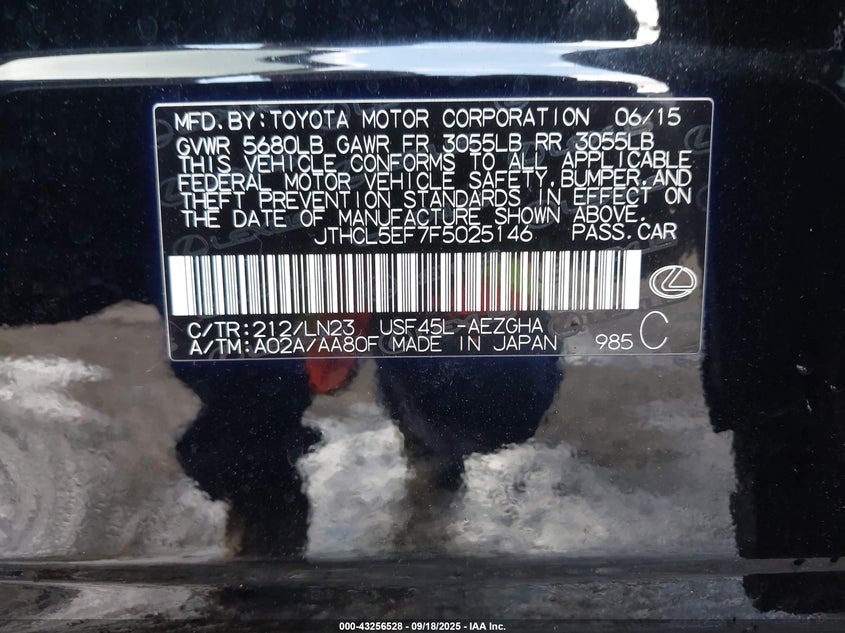 MFD.BY:TOYOTA MOTOR CORPORATION 06/15
GVWR 5680LB GAWR FR 3055LB RR 3055LB
THIS VEHICLE CONFORMS TO ALL APPLICABLE
FEDERAL MOTOR VEHICLE SAFETY,BUMPER,AND
THEFT PREVENTION STANDARDS IN EFFECT ON
THE DATE OF MANUFACTURE SHOWN ABOVE.
JTHCL5EF7F5025146 PASS.CAR
C/TR:212/LN23 USF45L-AEZGHA
A/TM:A02A/AA80F MADE IN JAPAN 985 C
000-43256528 - 09/18/2025 - IAA Inc.